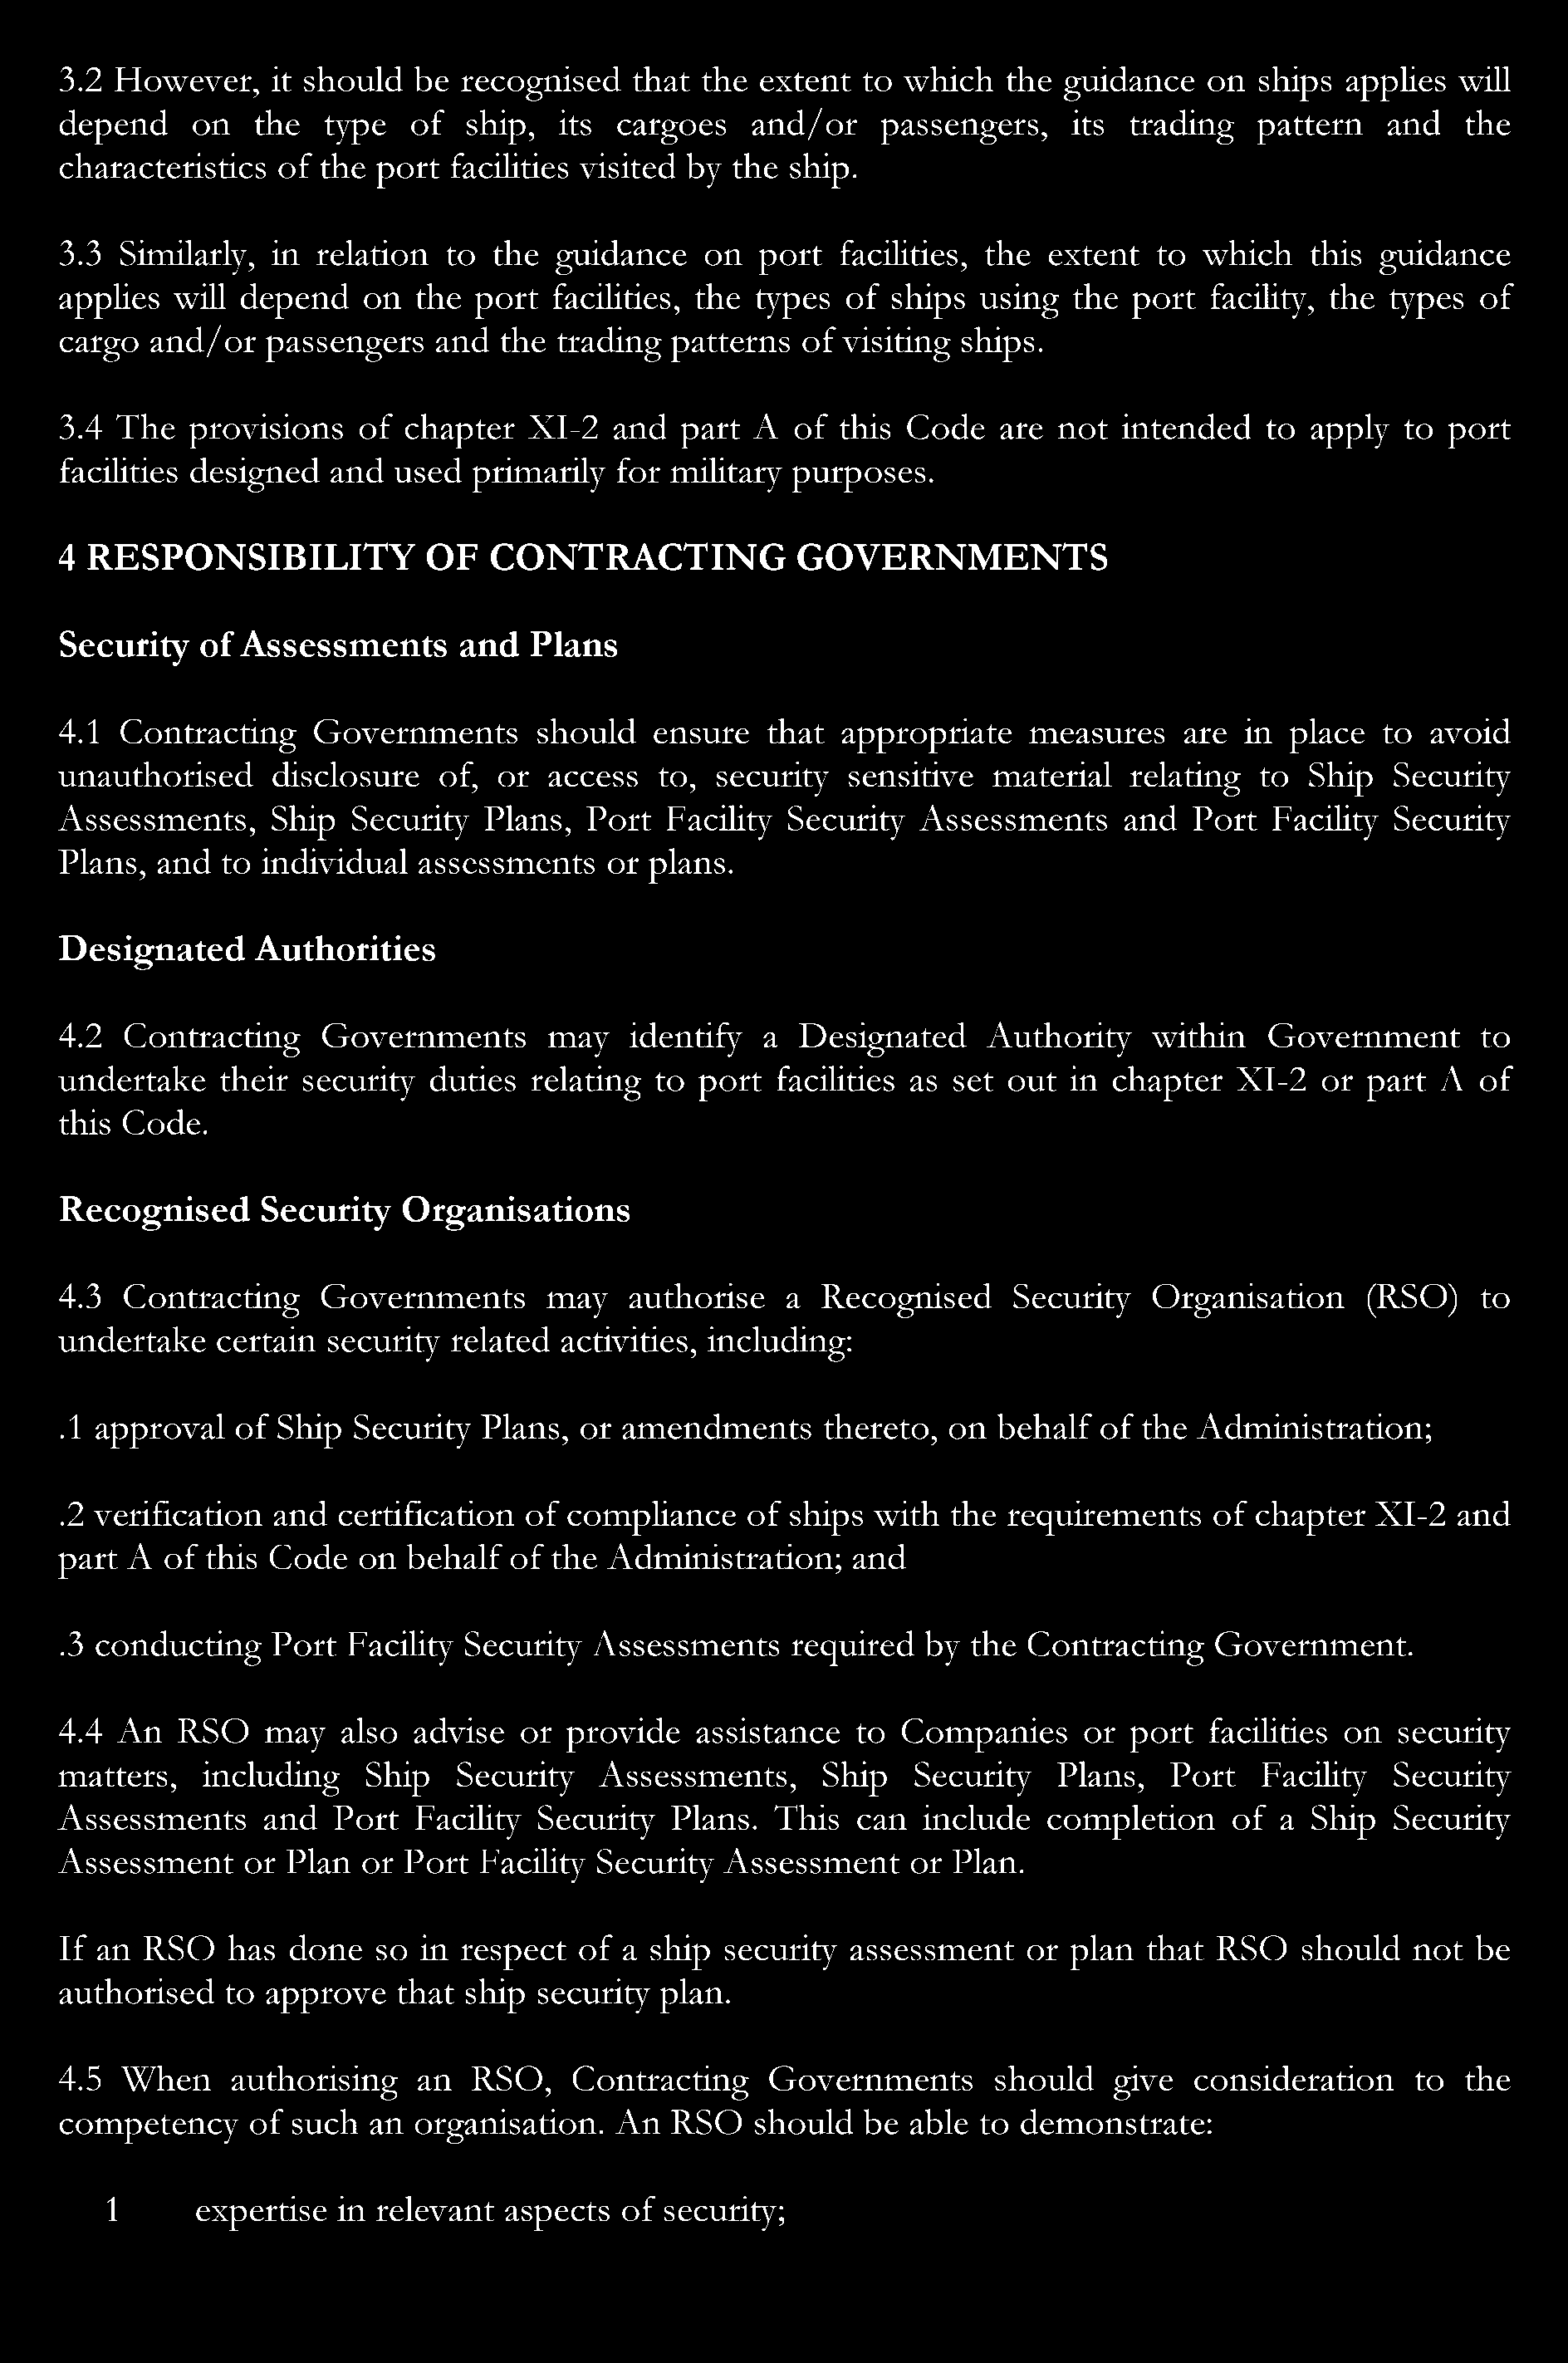 3.2 However, it should be recognised that the extent to which the guidance on ships applies will
depend on the type of ship, its cargoes and/or passengers, its trading pattern and the
characteristics of the port facilities visited by the ship.
3.3 Similarly, in relation to the guidance on port facilities, the extent to which this guidance
applies will depend on the port facilities, the types of ships using the port facility, the types of
cargo and/or passengers and the trading patterns of visiting ships.
3.4 The provisions of chapter XI-2 and part A of this Code are not intended to apply to port
facilities designed and used primarily for military purposes.
4 RESPONSIBILITY OF CONTRACTING GOVERNMENTS
Security of Assessments and Plans
4.1 Contracting Governments should ensure that appropriate measures are in place to avoid
unauthorised disclosure of, or access to, security sensitive material relating to Ship Security
Assessments, Ship Security Plans, Port Facility Security Assessments and Port Facility Security
Plans, and to individual assessments or plans.
Designated Authorities
4.2 Contracting Governments may identify a Designated Authority within Government to
undertake their security duties relating to port facilities as set out in chapter XI-2 or part A of
this Code.
Recognised Security Organisations
4.3 Contracting Governments may authorise a Recognised Security Organisation (RSO) to
undertake certain security related activities, including:
.1 approval of Ship Security Plans, or amendments thereto, on behalf of the Administration;
.2 verification and certification of compliance of ships with the requirements of chapter XI-2 and
part A of this Code on behalf of the Administration; and
.3 conducting Port Facility Security Assessments required by the Contracting Government.
4.4 An RSO may also advise or provide assistance to Companies or port facilities on security
matters, including Ship Security Assessments, Ship Security Plans, Port Facility Security
Assessments and Port Facility Security Plans. This can include completion of a Ship Security
Assessment or Plan or Port Facility Security Assessment or Plan.
If an RSO has done so in respect of a ship security assessment or plan that RSO should not be
authorised to approve that ship security plan.
4.5 When authorising an RSO, Contracting Governments should give consideration to the
competency of such an organisation. An RSO should be able to demonstrate:
1 expertise in relevant aspects of security;